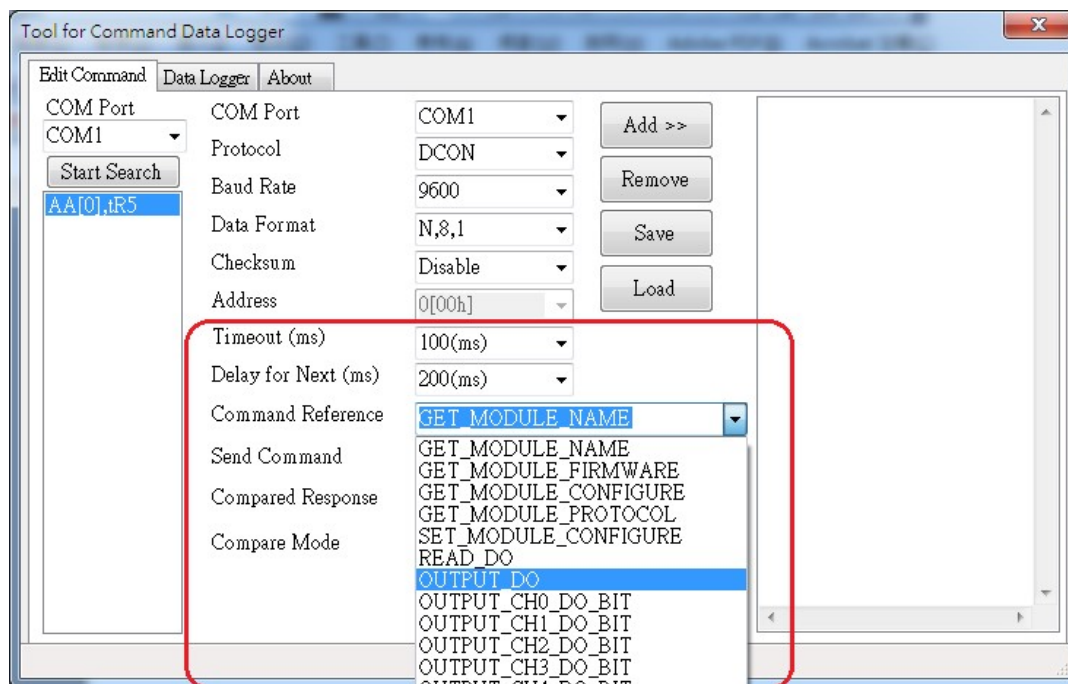 Tool for Command Data Logger
Edit Command
Data Logger
About
COM Port
COM1
Start Search
AA[0],tR5
COM Port
COM1
Protocol
DCON
Baud Rate
9600
Data Format
N,8,1
Checksum
Disable
Address
0[00h]
Timeout (ms)
100(ms)
Delay for Next (ms)
200(ms)
Command Reference
GET_MODULE_NAME
Send Command
Compared Response
Compare Mode
GET_MODULE_NAME
GET_MODULE_FIRMWARE
GET_MODULE_CONFIGURE
GET_MODULE_PROTOCOL
SET_MODULE_CONFIGURE
READ_DO
OUTPUT_DO
OUTPUT_CH0_DO_BIT
OUTPUT_CH1_DO_BIT
OUTPUT_CH2_DO_BIT
OUTPUT_CH3_DO_BIT
Add >>
Remove
Save
Load